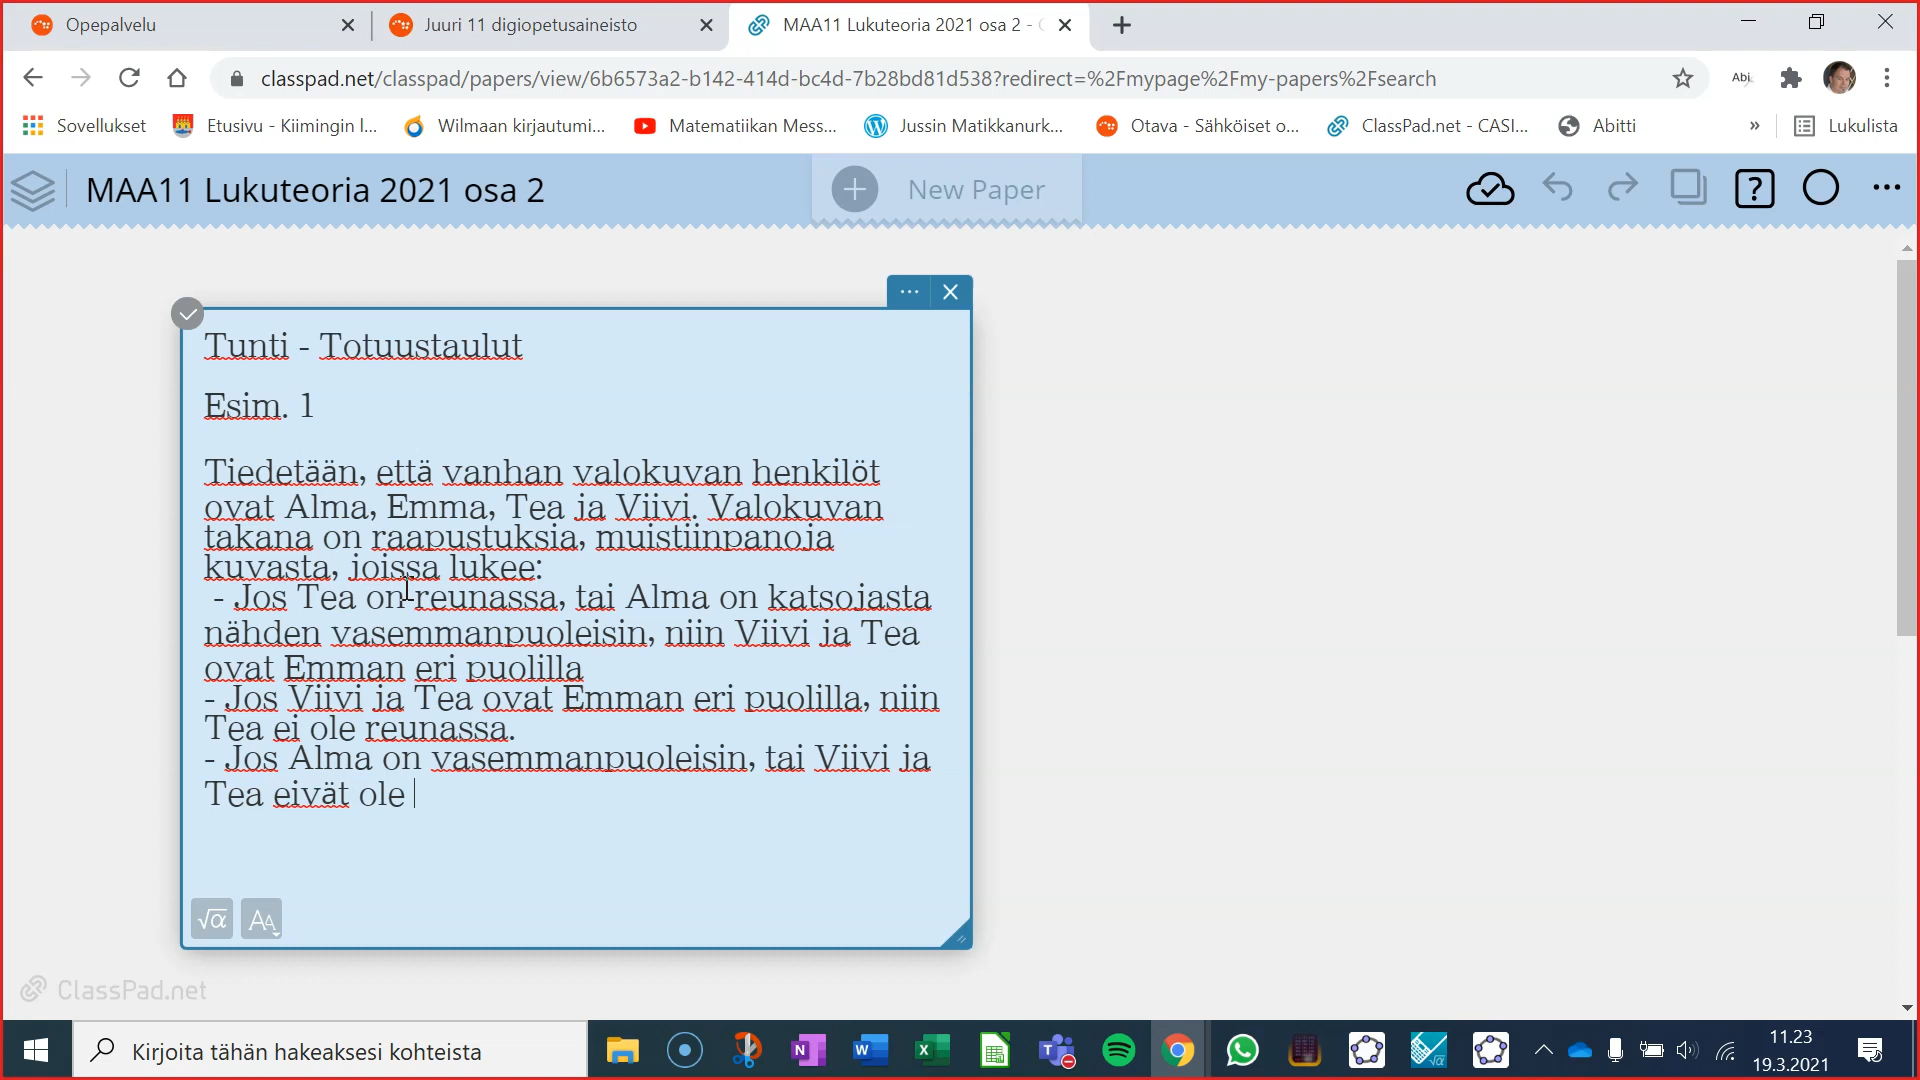 Opepalvelu
Juuri 11 digiopetusaineisto
MAA11 Lukuteoria 2021 osa 2 -
classpad.net/classpad/papers/view/6b6573a2-b142-414d-bc4d-7b28bd81d538?redirect=%2Fmypage%2Fmy-papers%2Fsearch
Abi
Sovellukset
Etusivu - Kiimingin l...
Wilmaan kirjautumi...
Matematiikan Mess...
Jussin Matikkanurk...
Otava - Sähköiset o...
ClassPad.net - CASI...
Abitti
»
Lukulista
MAA11 Lukuteoria 2021 osa 2
New Paper
Tunti - Totuustaulut
Esim. 1
Tiedetään, että vanhan valokuvan henkilöt
ovat Alma, Emma, Tea ja Viivi. Valokuvan
takana on raapustuksia, muistiinpanoja
kuvasta, joissa lukee:
- Jos Tea on reunassa, tai Alma on katsojasta
nähden vasemmanpuoleisin, niin Viivi ja Tea
ovat Emman eri puolilla
- Jos Viivi ja Tea ovat Emman eri puolilla, niin
Tea ei ole reunassa.
- Jos Alma on vasemmanpuoleisin, tai Viivi ja
Tea eivät ole
√α
AA
ClassPad.net
Kirjoita tähän hakeaksesi kohteista
11.23
19.3.2021